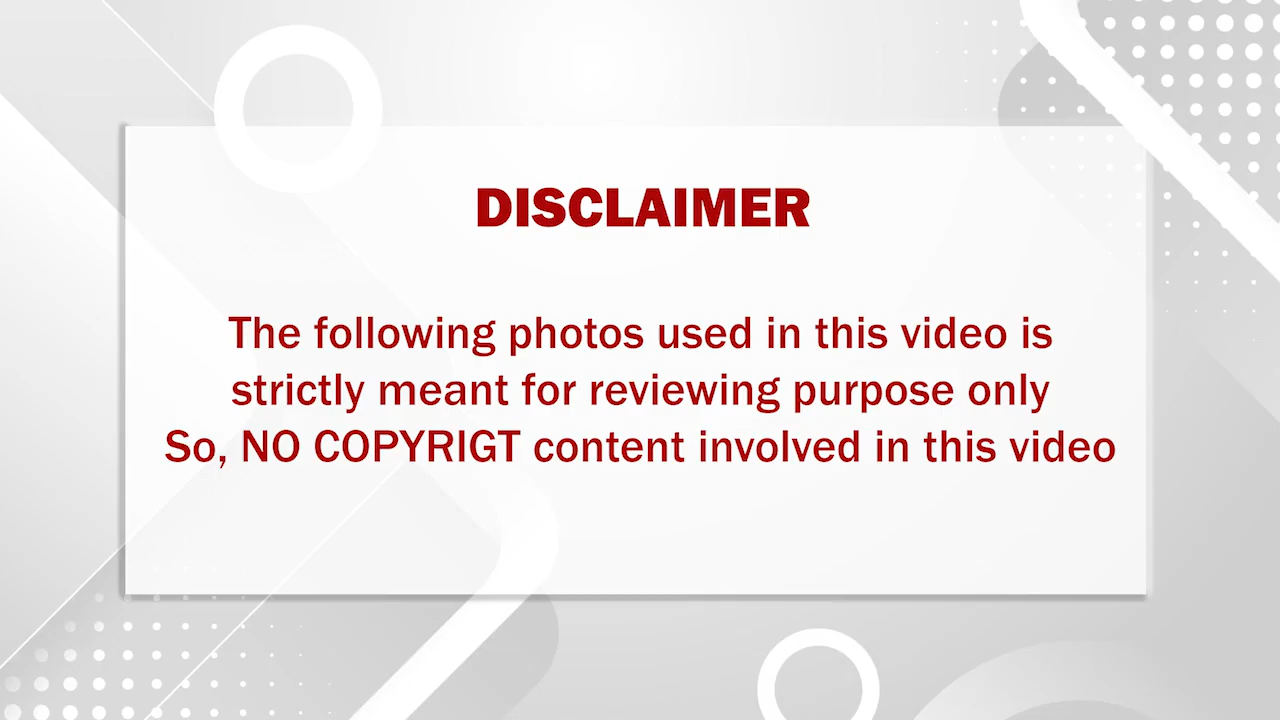 DISCLAIMER
The following photos used in this video is
strictly meant for reviewing purpose only
So, NO COPYRIGT content involved in this video